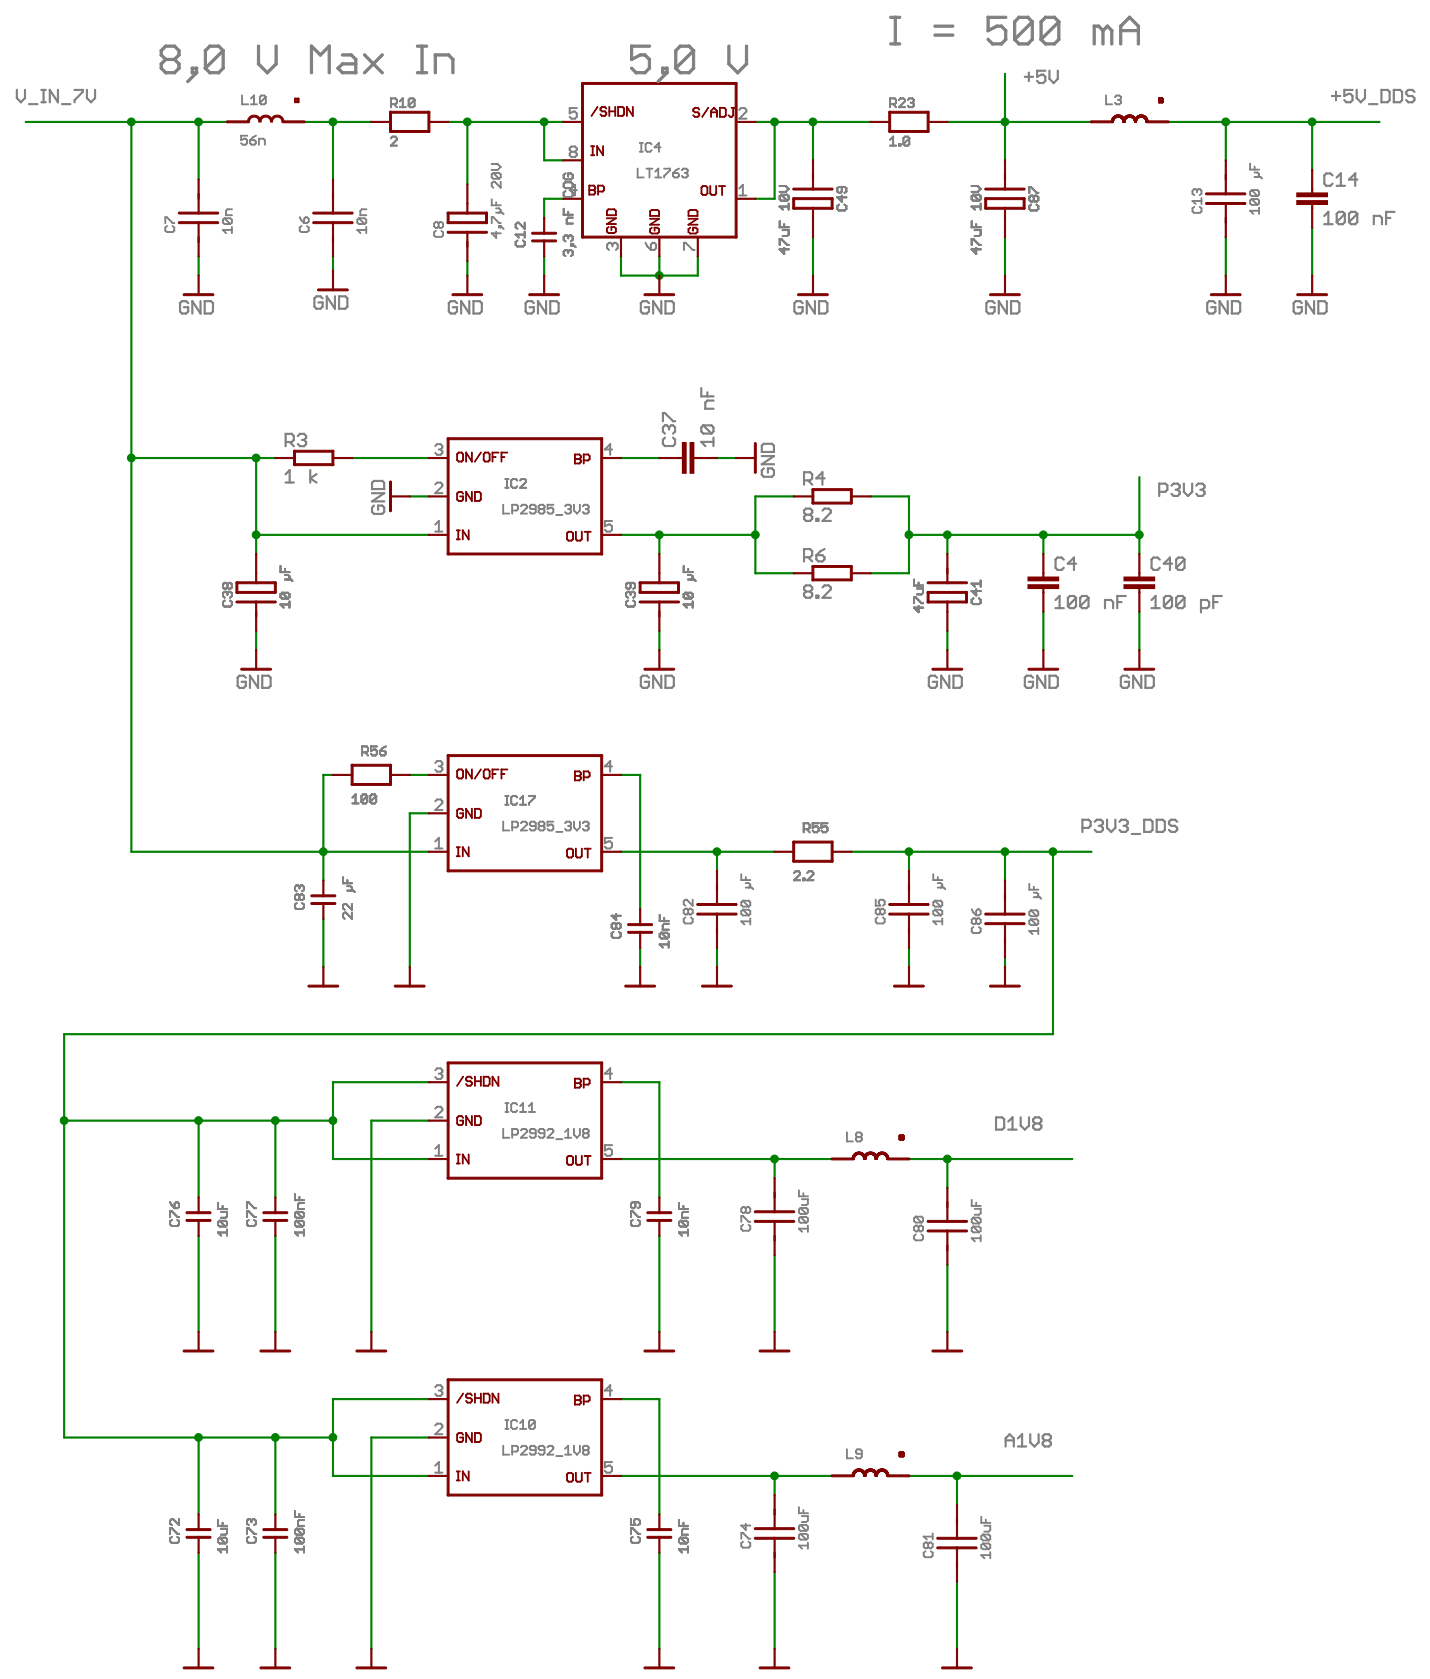 I = 500 mA
8,0 V Max In
5,0 V
+5V
V_IN_7V
L10
56n
R10
2
5
/SHDN
S/ADJ
2
8
IN
IC4
LT1763
4
BP
OUT
1
GND
GND
GND
3
6
7
R23
1.0
L3
+5V_DDS
C7
10n
C6
10n
C8
4,7µF 20V
C12
3,3 nF COG
47uF 10V
C49
47uF 10V
C87
C13
100 µF
C14
100 nF
GND
GND
GND
GND
GND
GND
GND
GND
GND
R3
1 k
3
ON/OFF
BP
4
C37
10 nF
GND
GND
2
GND
IC2
LP2985_3V3
1
IN
OUT
5
R4
8.2
R6
8.2
P3V3
C38
10 µF
C39
10 µF
47uF
C41
C4
100 nF
C40
100 pF
GND
GND
GND
GND
GND
R56
100
3
ON/OFF
BP
4
2
GND
IC17
LP2985_3V3
1
IN
OUT
5
R55
2.2
P3V3_DDS
C83
22 µF
C84
10nF
C82
100 µF
C85
100 µF
C86
100 µF
3
/SHDN
BP
4
2
GND
IC11
LP2992_1V8
1
IN
OUT
5
L8
D1V8
C76
10uF
C77
100nF
C79
10nF
C78
100uF
C80
100uF
3
/SHDN
BP
4
2
GND
IC10
LP2992_1V8
1
IN
OUT
5
L9
A1V8
C72
10uF
C73
100nF
C75
10nF
C74
100uF
C81
100uF